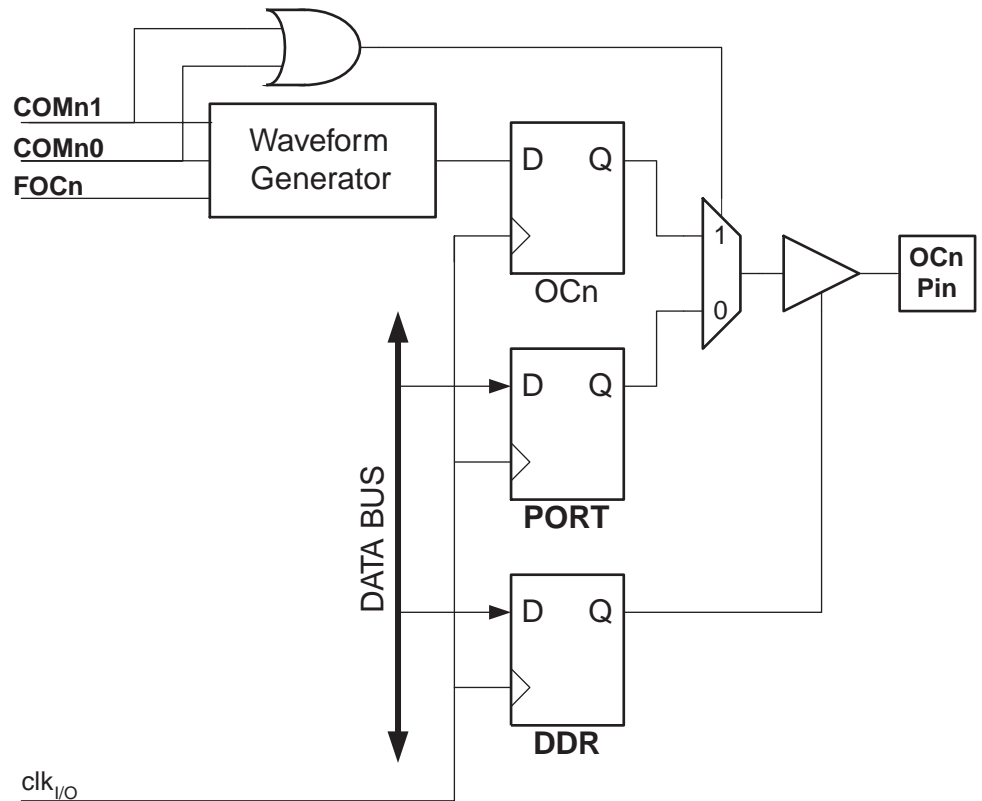 COMn1
COMn0
FOCn
Waveform
Generator
D Q
OCn
1
0
OCn
Pin
D Q
PORT
DATA BUS
D Q
DDR
clkI/O